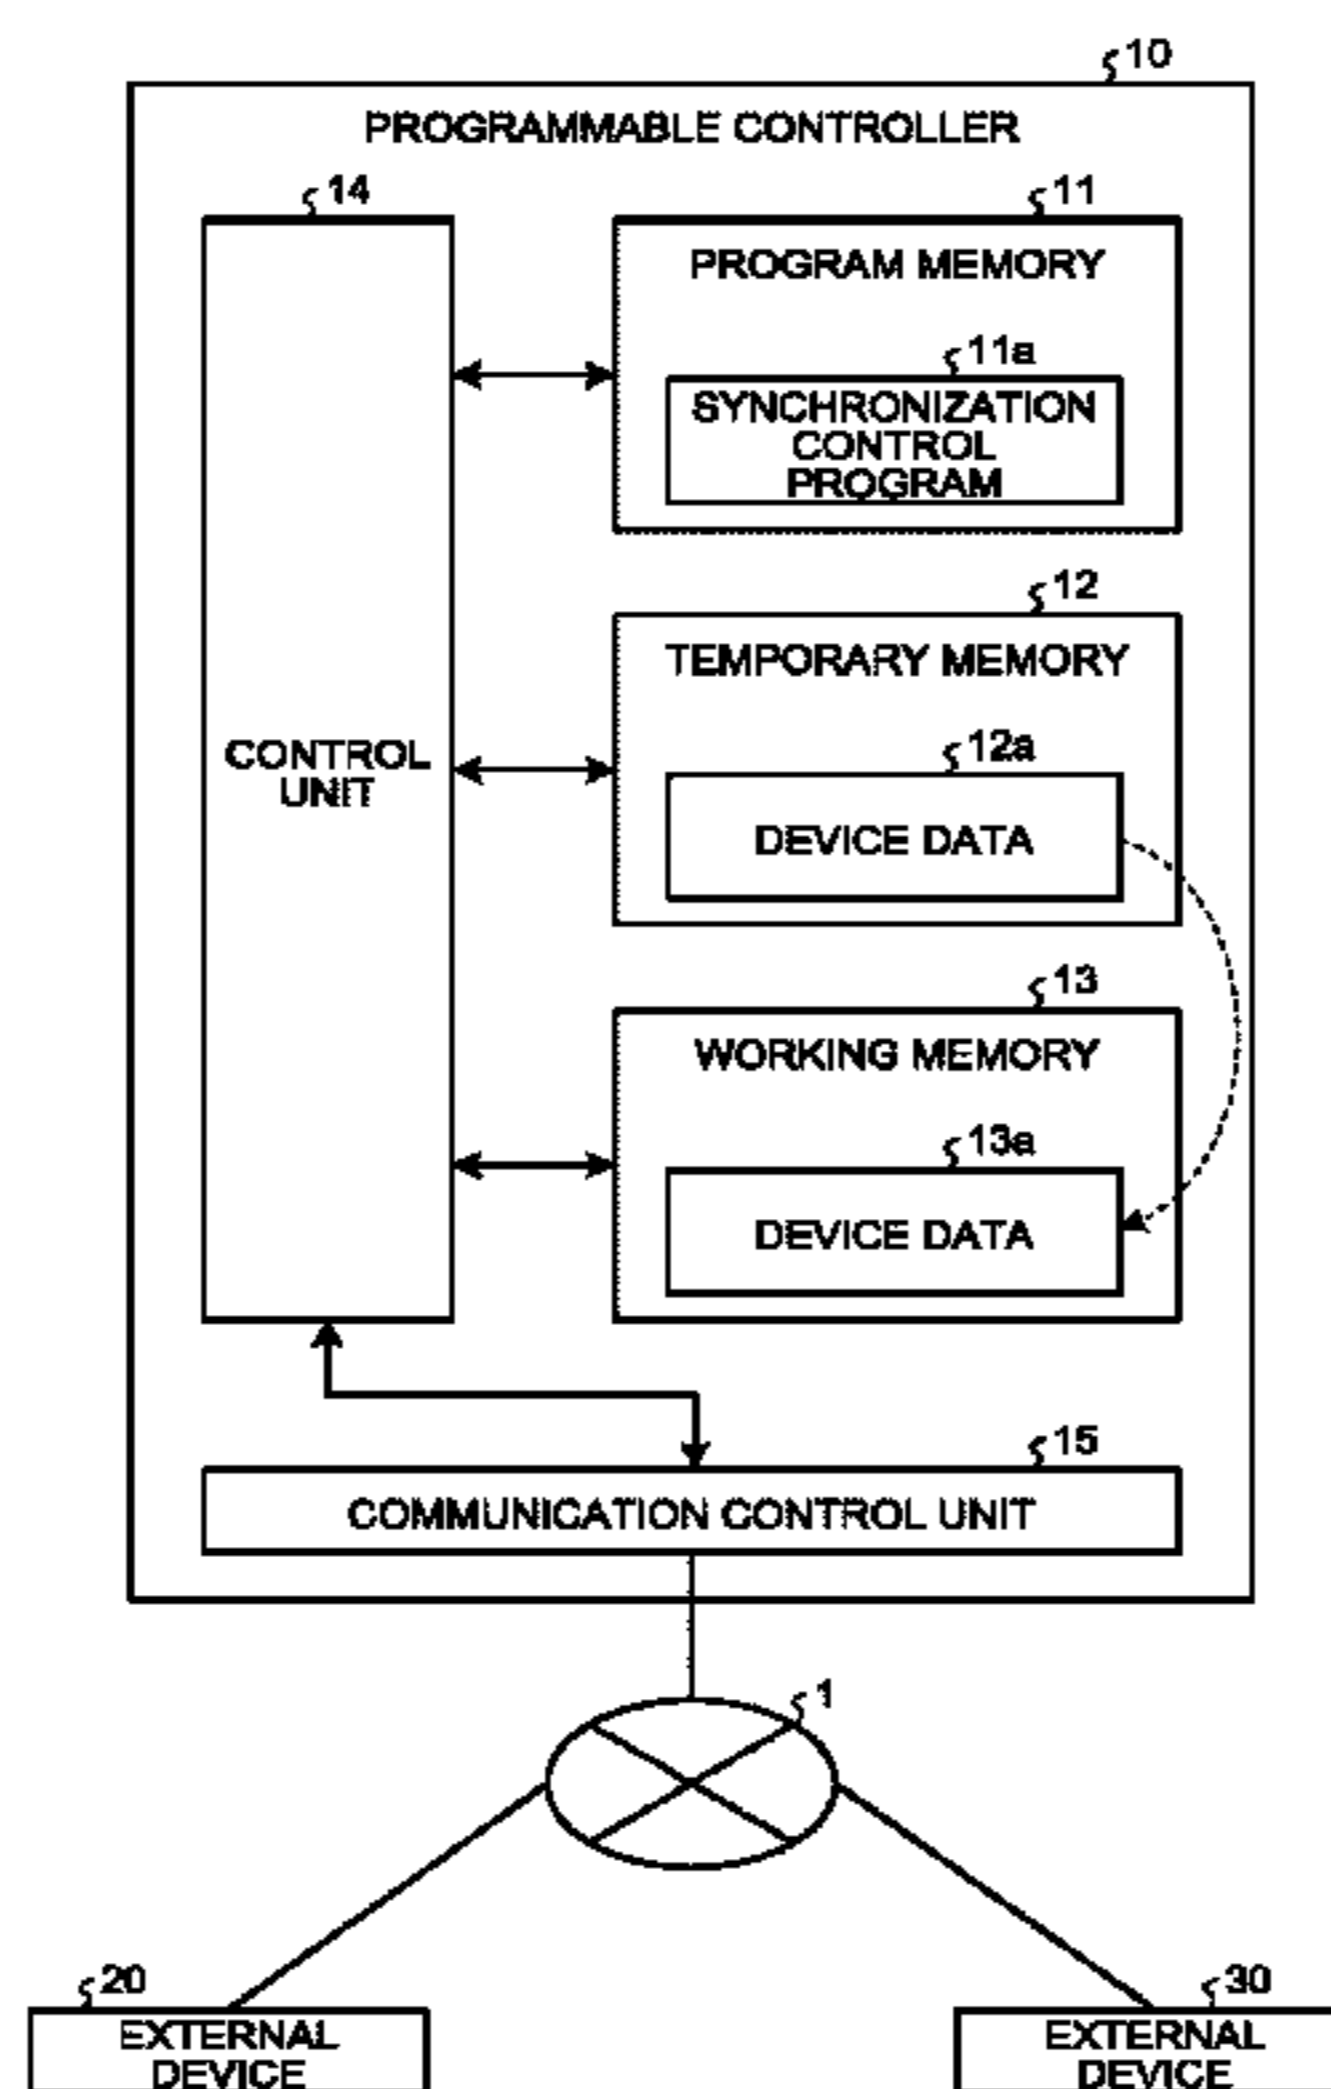 10
PROGRAMMABLE CONTROLLER
14
11
PROGRAM MEMORY
11a
SYNCHRONIZATION
CONTROL
PROGRAM
12
TEMPORARY MEMORY
CONTROL
UNIT
12a
DEVICE DATA
13
WORKING MEMORY
13a
DEVICE DATA
15
COMMUNICATION CONTROL UNIT
1
20
EXTERNAL
DEVICE
30
EXTERNAL
DEVICE